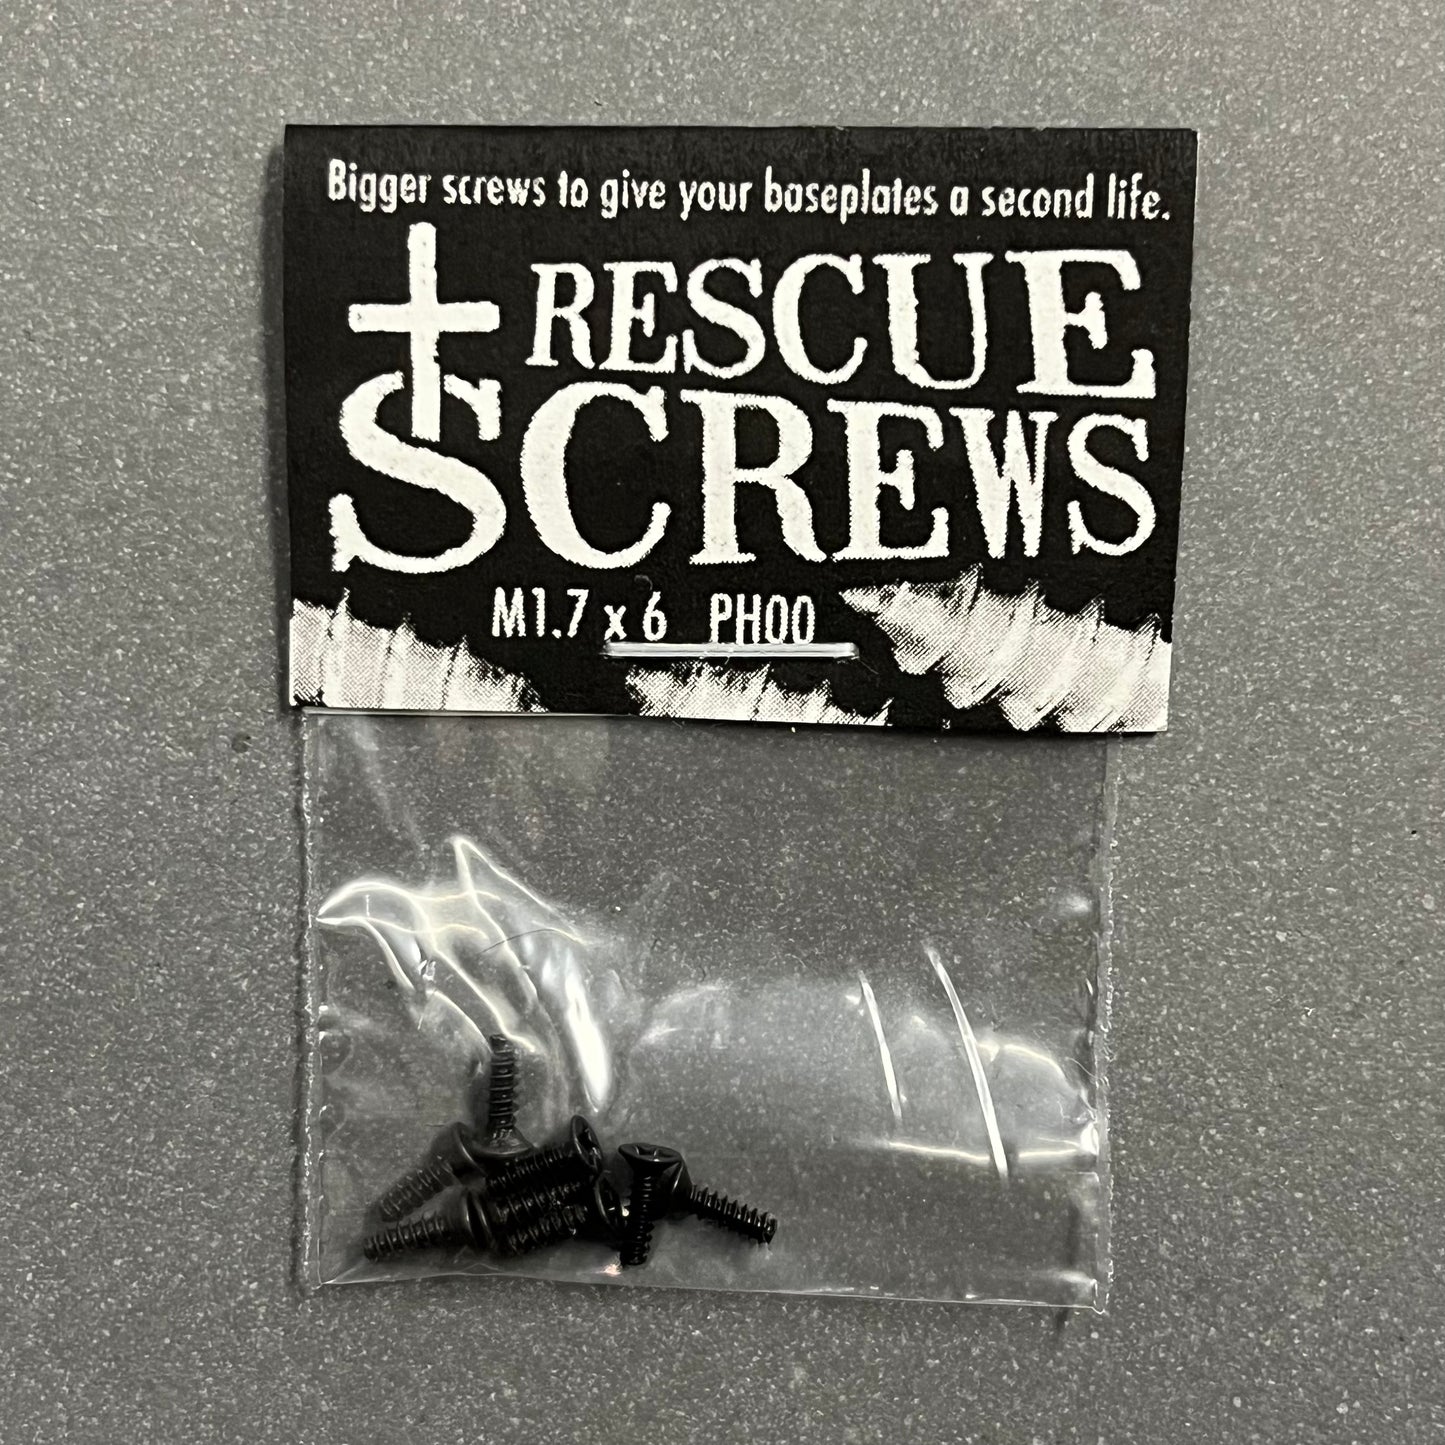 Bigger screws to give your baseplates a second life.
RESCUE
SCREWS
M1.7 x 6 PH00